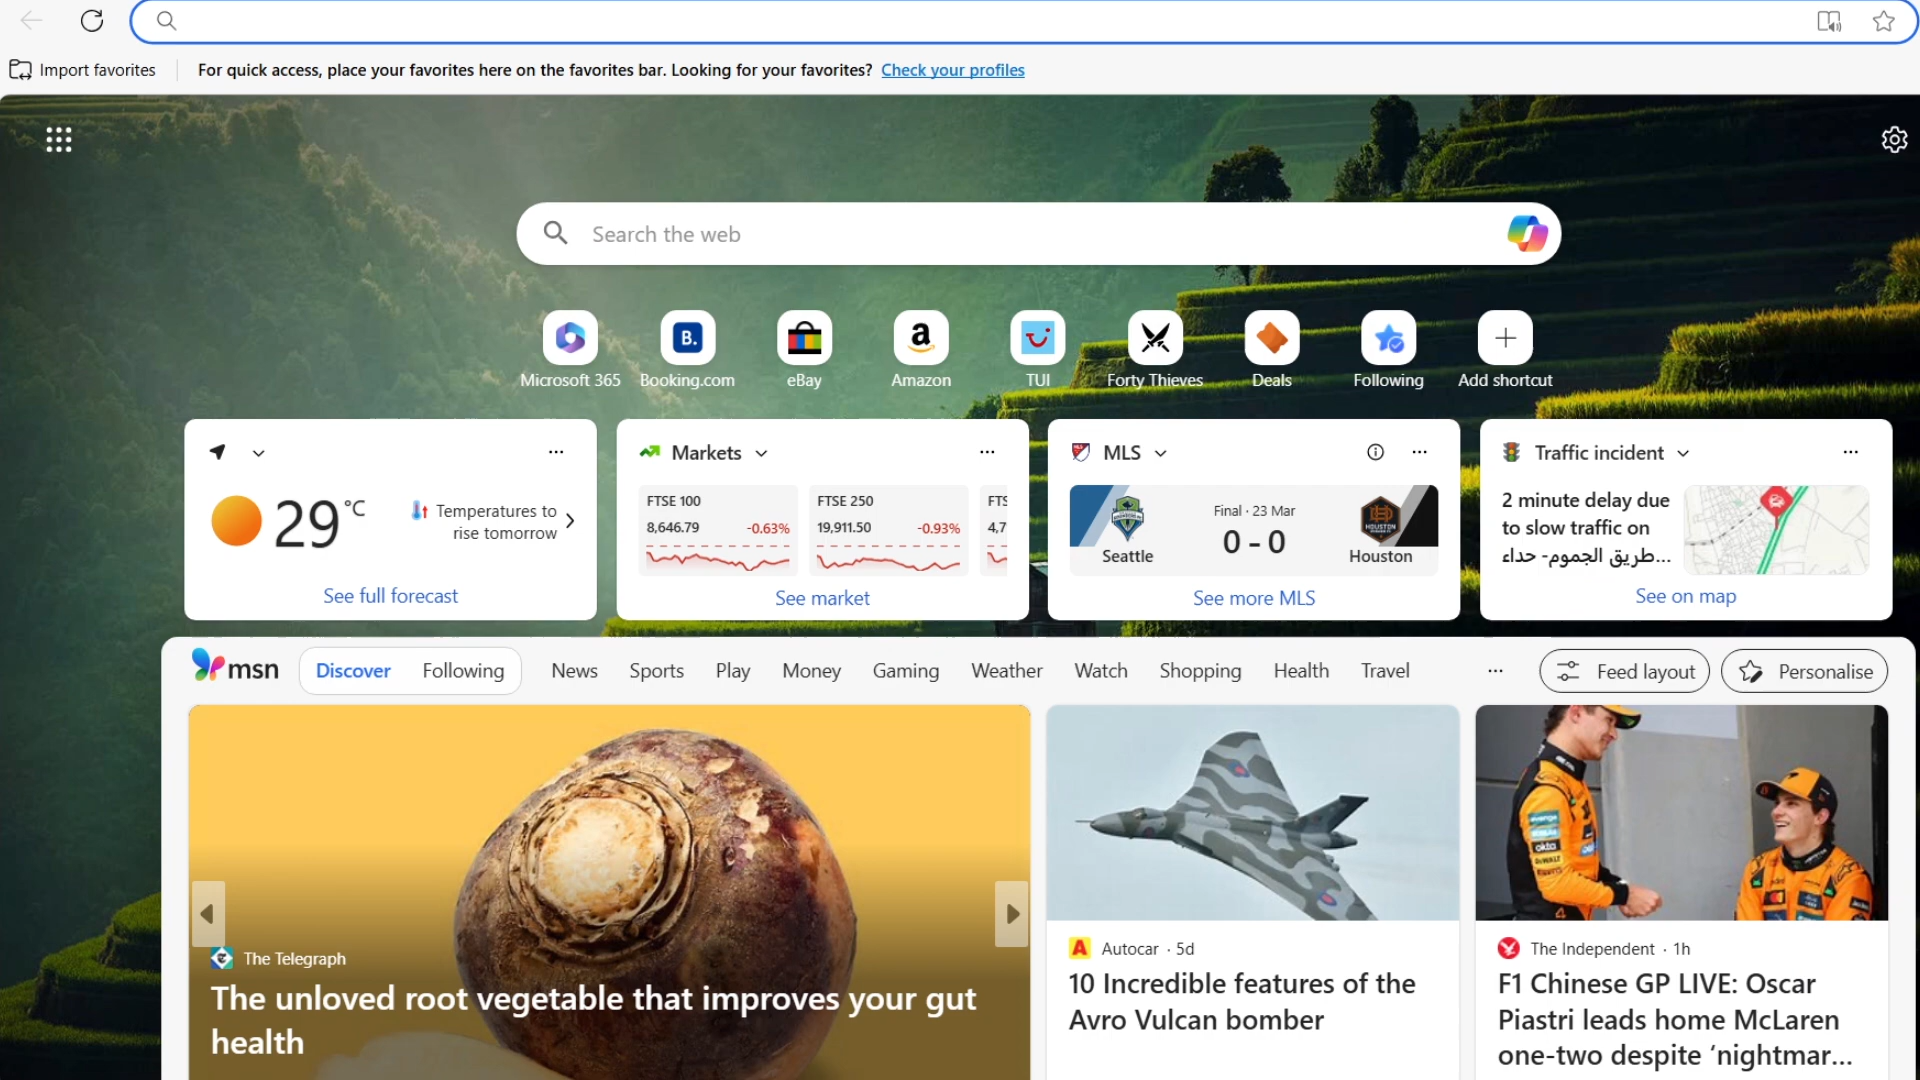 Import favorites
For quick access, place your favorites here on the favorites bar. Looking for your favorites? Check your profiles
Search the web
Microsoft 365
Booking.com
eBay
Amazon
TUI
Forty Thieves
Deals
Following
Add shortcut
29 °C
Temperatures to
rise tomorrow
See full forecast
Markets
FTSE 100
8,646.79 -0.63%
FTSE 250
19,911.50 -0.93%
FTS
4,7
See market
MLS
Final · 23 Mar
0 - 0
Seattle
Houston
See more MLS
Traffic incident
2 minute delay due
to slow traffic on
طريق الجموم- حداء...
See on map
msn
Discover
Following
News
Sports
Play
Money
Gaming
Weather
Watch
Shopping
Health
Travel
Feed layout
Personalise
The Telegraph
The unloved root vegetable that improves your gut
health
Autocar · 5d
10 Incredible features of the
Avro Vulcan bomber
The Independent · 1h
F1 Chinese GP LIVE: Oscar
Piastri leads home McLaren
one-two despite ‘nightmar...